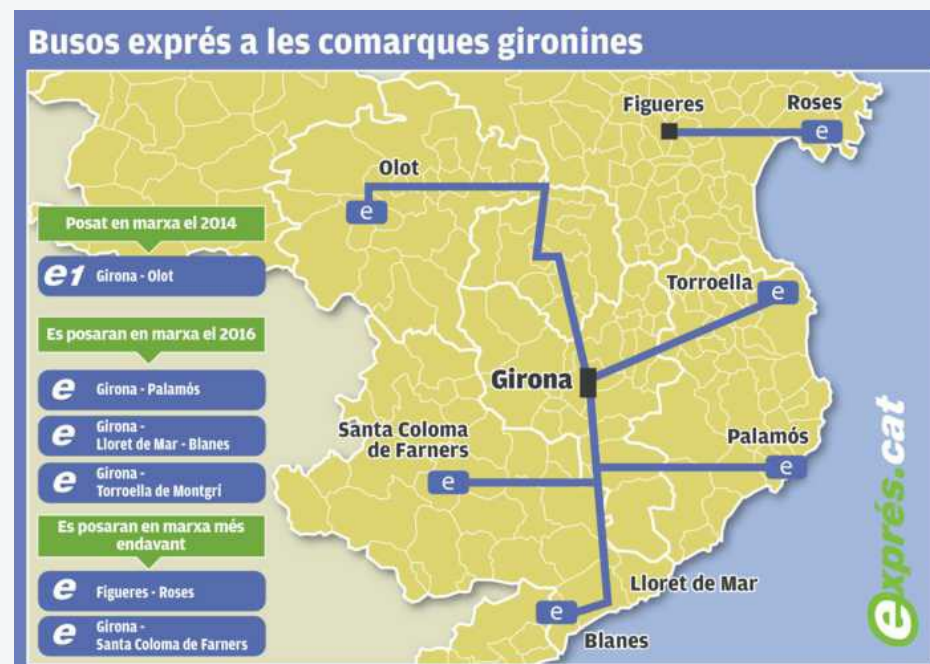 Busos exprés a les comarques gironines
Figueres
Roses
e
Olot
e
Posat en marxa el 2014
e1 Girona - Olot
Torroella
e
Es posaran en marxa el 2016
Girona
e Girona - Palamós
e Girona -
Lloret de Mar - Blanes
e Girona -
Torroella de Montgrí
Santa Coloma
de Farners
e
Palamós
e
Es posaran en marxa més
endavant
e Figueres - Roses
e Girona -
Santa Coloma de Farners
Lloret de Mar
e
Blanes
exprés.cat